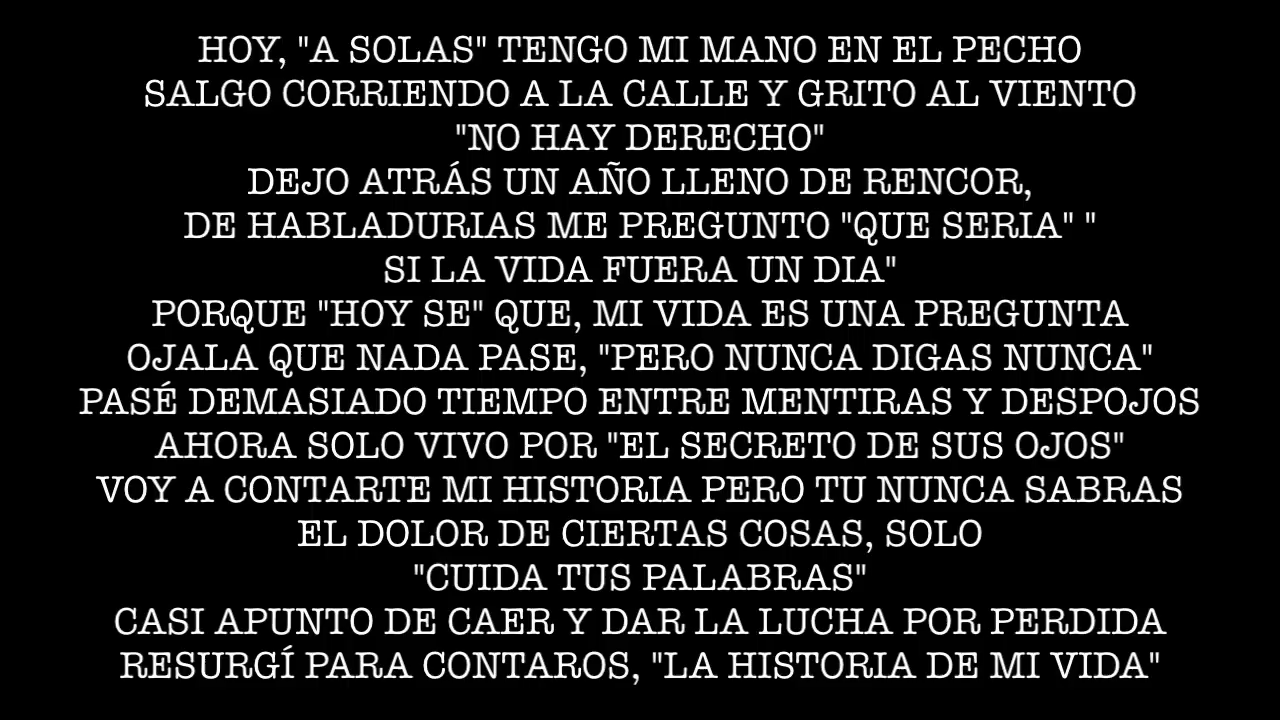 HOY, "A SOLAS" TENGO MI MANO EN EL PECHO
SALGO CORRIENDO A LA CALLE Y GRITO AL VIENTO
"NO HAY DERECHO"
DEJO ATRÁS UN AÑO LLENO DE RENCOR,
DE HABLADURIAS ME PREGUNTO "QUE SERIA" "
SI LA VIDA FUERA UN DIA"
PORQUE "HOY SE" QUE, MI VIDA ES UNA PREGUNTA
OJALA QUE NADA PASE, "PERO NUNCA DIGAS NUNCA"
PASÉ DEMASIADO TIEMPO ENTRE MENTIRAS Y DESPOJOS
AHORA SOLO VIVO POR "EL SECRETO DE SUS OJOS"
VOY A CONTARTE MI HISTORIA PERO TU NUNCA SABRAS
EL DOLOR DE CIERTAS COSAS, SOLO
"CUIDA TUS PALABRAS"
CASI APUNTO DE CAER Y DAR LA LUCHA POR PERDIDA
RESURGÍ PARA CONTAROS, "LA HISTORIA DE MI VIDA"